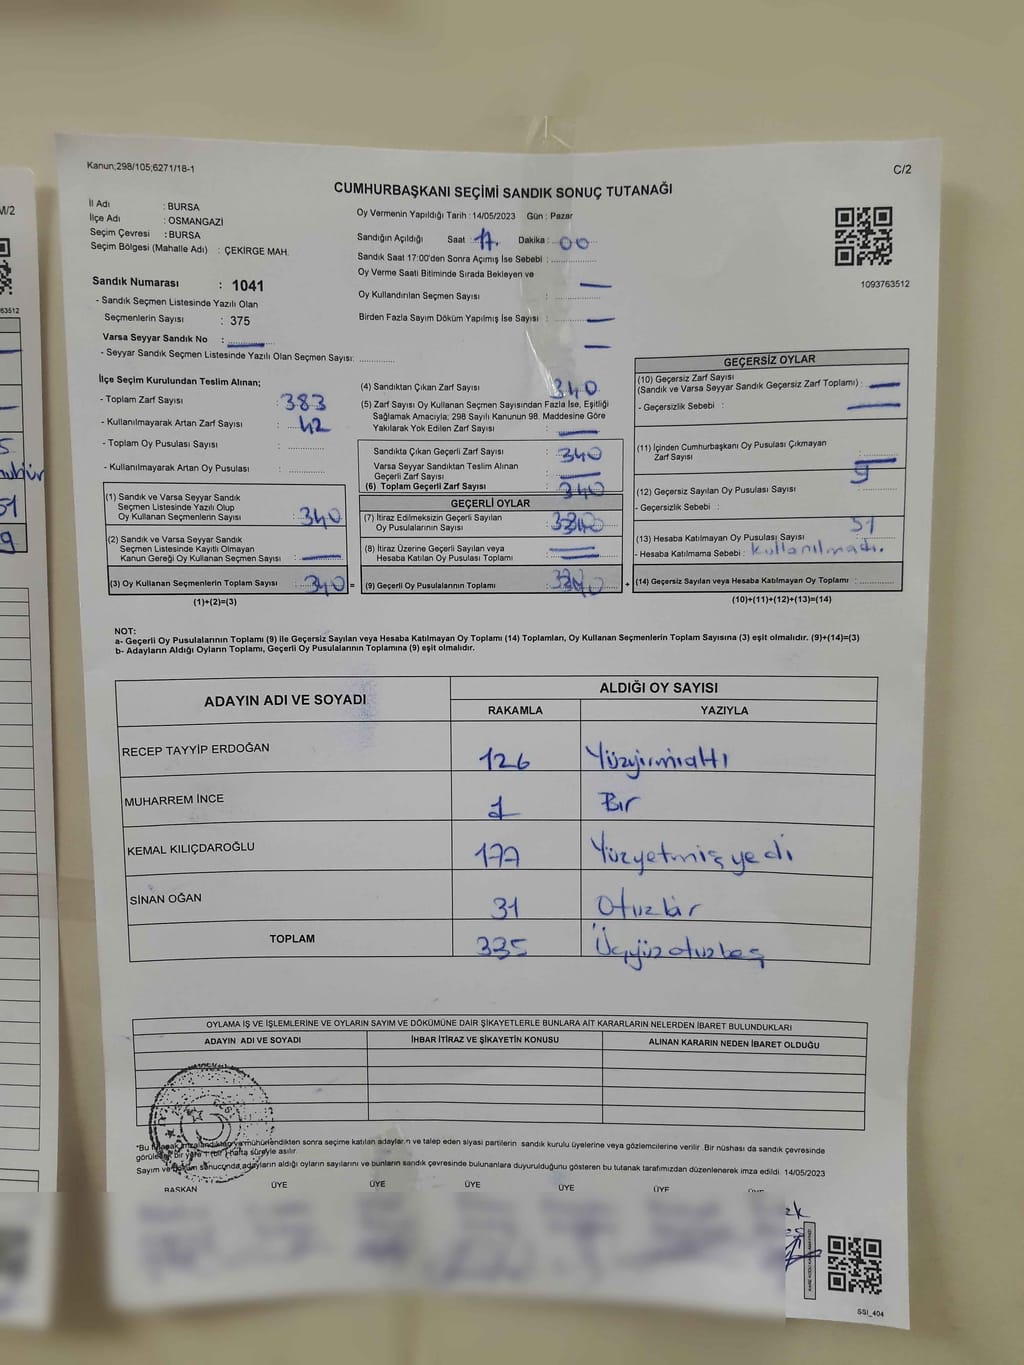 Kanun;298/105;6271/18-1
C/2
CUMHURBAŞKANI SEÇİMİ SANDIK SONUÇ TUTANAĞI
İl Adı : BURSA
İlçe Adı : OSMANGAZİ
Seçim Çevresi : BURSA
Seçim Bölgesi (Mahalle Adı) : ÇEKİRGE MAH.
Oy Vermenin Yapıldığı Tarih : 14/05/2023 Gün : Pazar
Sandığın Açıldığı Saat : 17. Dakika : 00
Sandık Saat 17:00'den Sonra Açımış İse Sebebi :
Oy Verme Saati Bitiminde Sırada Bekleyen ve
Oy Kullandırılan Seçmen Sayısı :
Birden Fazla Sayım Döküm Yapılmış İse Sayısı :
1093763512
Sandık Numarası : 1041
- Sandık Seçmen Listesinde Yazılı Olan
Seçmenlerin Sayısı : 375
Varsa Seyyar Sandık No :
- Seyyar Sandık Seçmen Listesinde Yazılı Olan Seçmen Sayısı:
İlçe Seçim Kurulundan Teslim Alınan;
- Toplam Zarf Sayısı : 383
- Kullanılmayarak Artan Zarf Sayısı : 42
- Toplam Oy Pusulası Sayısı :
- Kullanılmayarak Artan Oy Pusulası :
(1) Sandık ve Varsa Seyyar Sandık
Seçmen Listesinde Yazılı Olup
Oy Kullanan Seçmenlerin Sayısı : 340
(2) Sandık ve Varsa Seyyar Sandık
Seçmen Listesinde Kayıtlı Olmayan
Kanun Gereği Oy Kullanan Seçmen Sayısı :
(3) Oy Kullanan Seçmenlerin Toplam Sayısı : 340 =
(1)+(2)=(3)
(4) Sandıktan Çıkan Zarf Sayısı : 340
(5) Zarf Sayısı Oy Kullanan Seçmen Sayısından Fazla İse, Eşitliği
Sağlamak Amacıyla; 298 Sayılı Kanunun 98. Maddesine Göre
Yakılarak Yok Edilen Zarf Sayısı :
Sandıkta Çıkan Geçerli Zarf Sayısı : 340
Varsa Seyyar Sandıktan Teslim Alınan
Geçerli Zarf Sayısı :
(6) Toplam Geçerli Zarf Sayısı : 340
GEÇERLİ OYLAR
(7) İtiraz Edilmeksizin Geçerli Sayılan
Oy Pusulalarının Sayısı :
(8) İtiraz Üzerine Geçerli Sayılan veya
Hesaba Katılan Oy Pusulası Toplamı :
(9) Geçerli Oy Pusulalarının Toplamı : +
GEÇERSİZ OYLAR
(10) Geçersiz Zarf Sayısı
(Sandık ve Varsa Seyyar Sandık Geçersiz Zarf Toplamı) :
- Geçersizlik Sebebi :
(11) İçinden Cumhurbaşkanı Oy Pusulası Çıkmayan
Zarf Sayısı :
9
(12) Geçersiz Sayılan Oy Pusulası Sayısı :
- Geçersizlik Sebebi :
51
(13) Hesaba Katılmayan Oy Pusulası Sayısı :
- Hesaba Katılmama Sebebi : kullanılmadı.
(14) Geçersiz Sayılan veya Hesaba Katılmayan Oy Toplamı :
(10)+(11)+(12)+(13)=(14)
NOT:
a- Geçerli Oy Pusulalarının Toplamı (9) ile Geçersiz Sayılan veya Hesaba Katılmayan Oy Toplamı (14) Toplamları, Oy Kullanan Seçmenlerin Toplam Sayısına (3) eşit olmalıdır. (9)+(14)=(3)
b- Adayların Aldığı Oyların Toplamı, Geçerli Oy Pusulalarının Toplamına (9) eşit olmalıdır.
ADAYIN ADI VE SOYADI
ALDIĞI OY SAYISI
RAKAMLA YAZIYLA
RECEP TAYYİP ERDOĞAN 126 Yüzyirmialtı
MUHARREM İNCE 1 Bir
KEMAL KILIÇDAROĞLU 177 Yüzyetmişyedi
SİNAN OĞAN 31 Otuzbir
TOPLAM 335 Üçyüzotuzbeş
OYLAMA İŞ VE İŞLEMLERİNE VE OYLARIN SAYIM VE DÖKÜMÜNE DAİR ŞİKAYETLERLE BUNLARA AİT KARARLARIN NELERDEN İBARET BULUNDUKLARI
ADAYIN ADI VE SOYADI İHBAR İTİRAZ VE ŞİKAYETİN KONUSU ALINAN KARARIN NEDEN İBARET OLDUĞU
*Bu tutanak imzalandıktan ve mühürlendikten sonra seçime katılan adayların ve talep eden siyasi partilerin sandık kurulu üyelerine veya gözlemcilerine verilir. Bir nüshası da sandık çevresinde
görülecek bir yere 1 (bir) hafta süreyle asılır.
Sayım ve döküm sonucunda adayların aldığı oyların sayılarını ve bunların sandık çevresinde bulunanlara duyurulduğunu gösteren bu tutanak tarafımızdan düzenlenerek imza edildi. 14/05/2023
BAŞKAN ÜYE ÜYE ÜYE ÜYE ÜYE
SSI_404